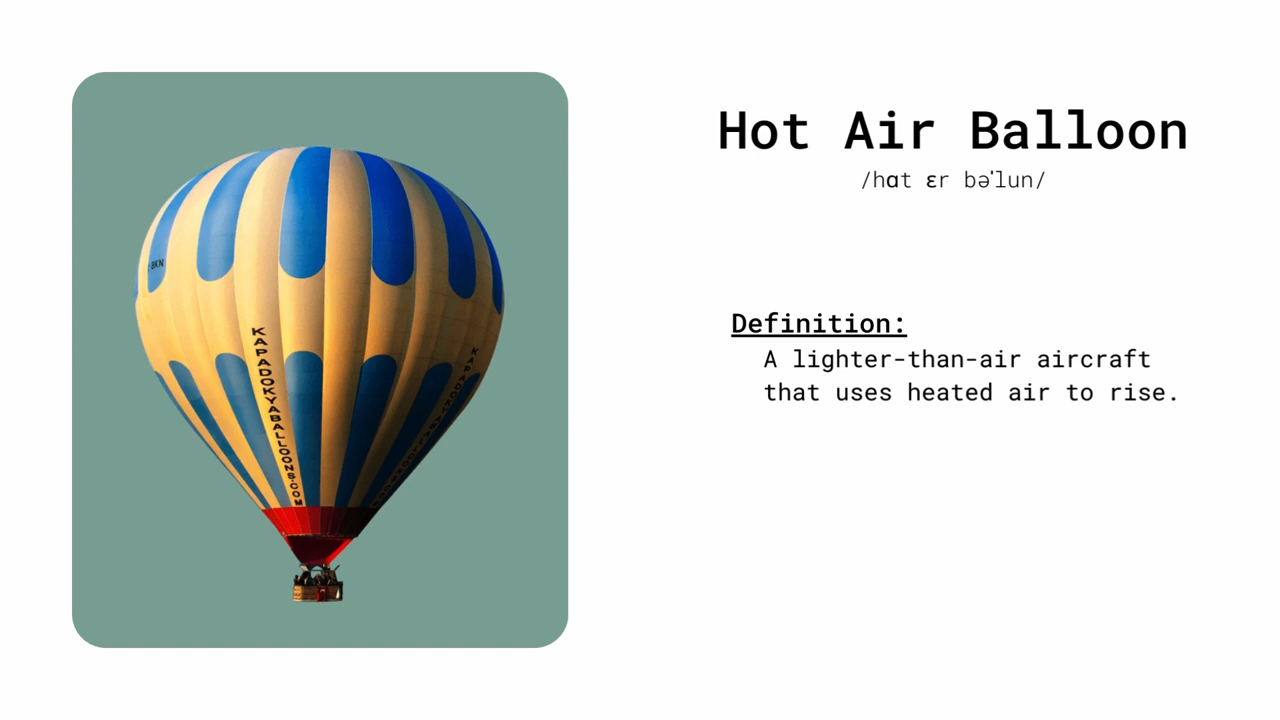 Hot Air Balloon
/hɑt ɛr bəˈlun/
Definition:
A lighter-than-air aircraft
that uses heated air to rise.
BKN
KAPADOKYABALLOONS.COM